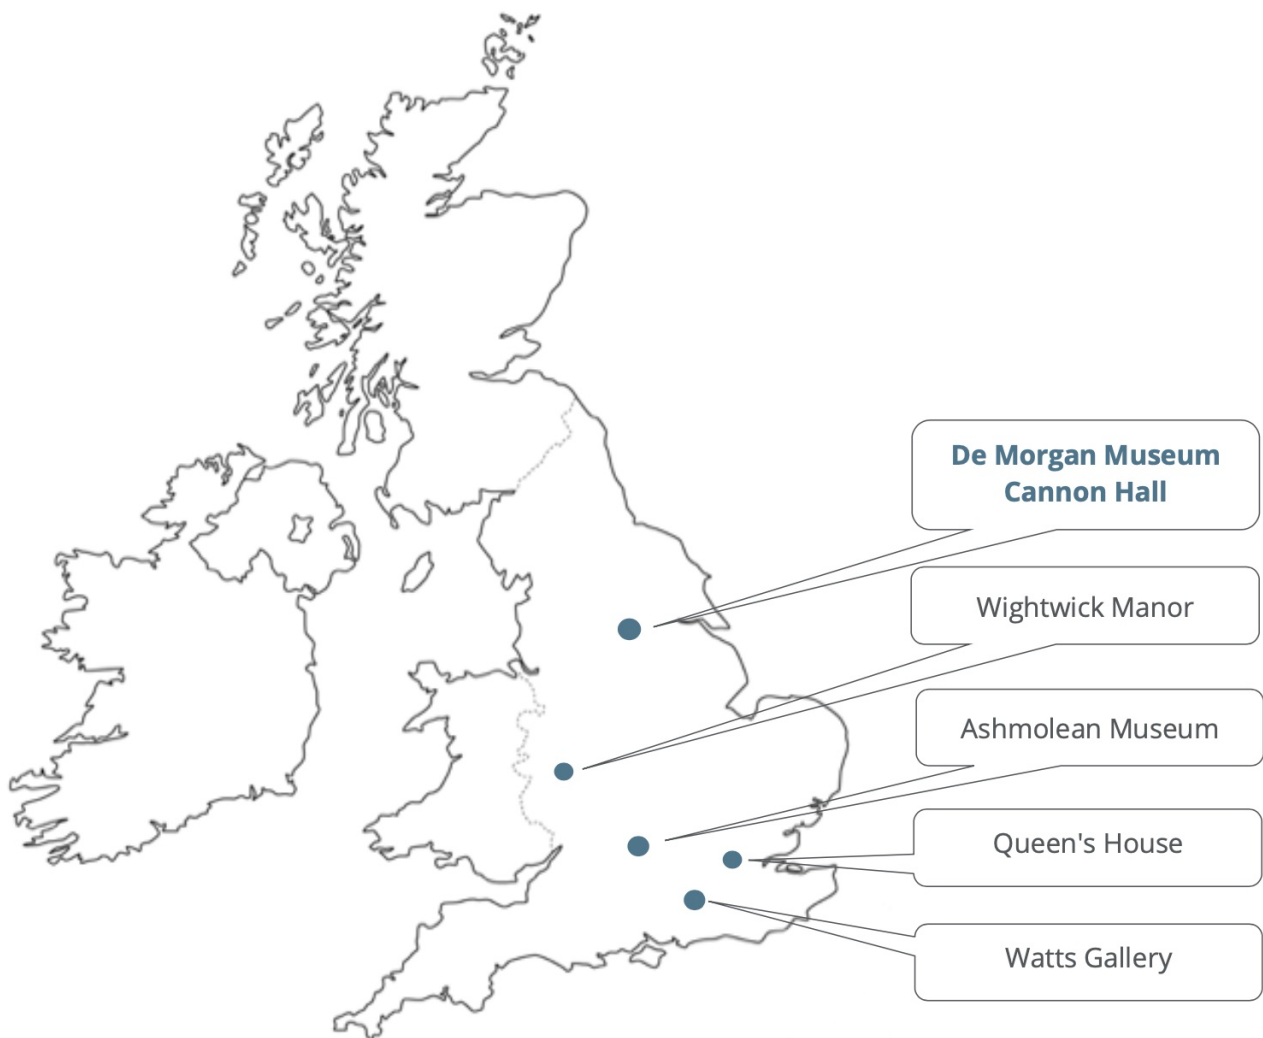 De Morgan Museum
Cannon Hall
Wightwick Manor
Ashmolean Museum
Queen's House
Watts Gallery